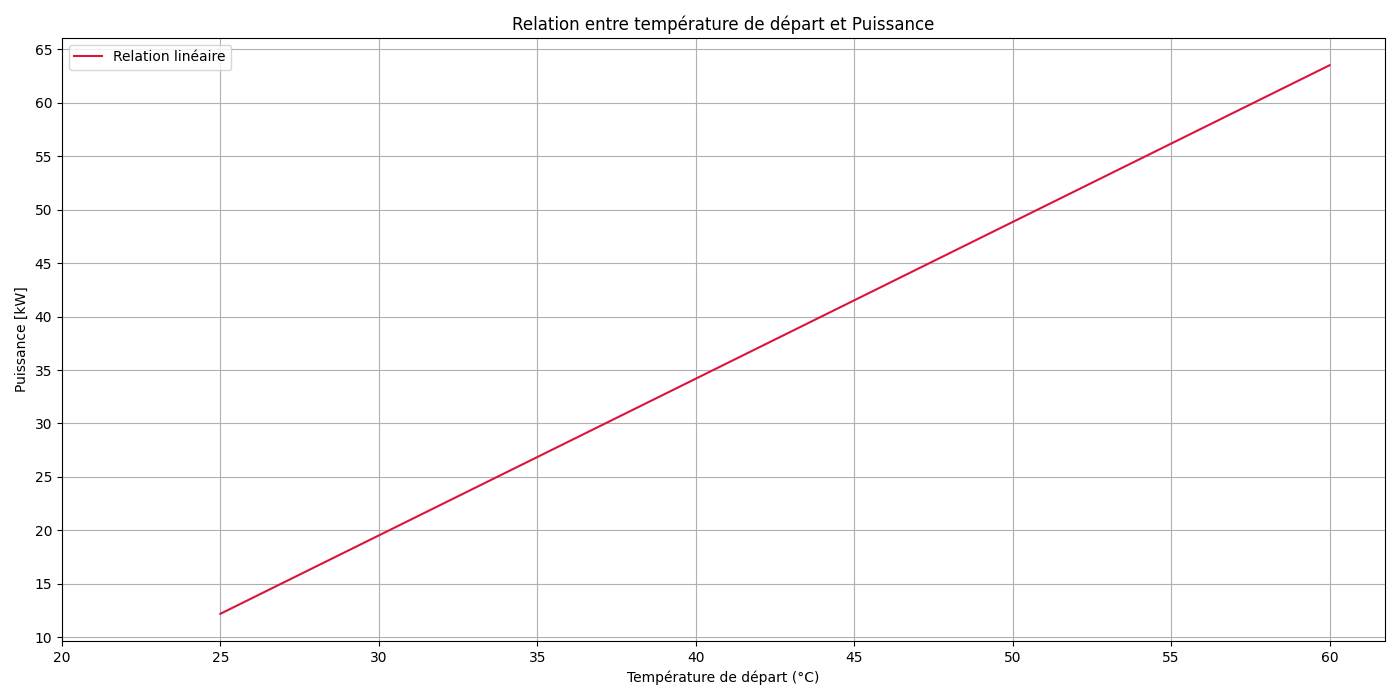 Relation entre température de départ et Puissance
Relation linéaire
65
60
55
50
45
40
35
30
25
20
15
10
Puissance [kW]
20 25 30 35 40 45 50 55 60
Température de départ (°C)